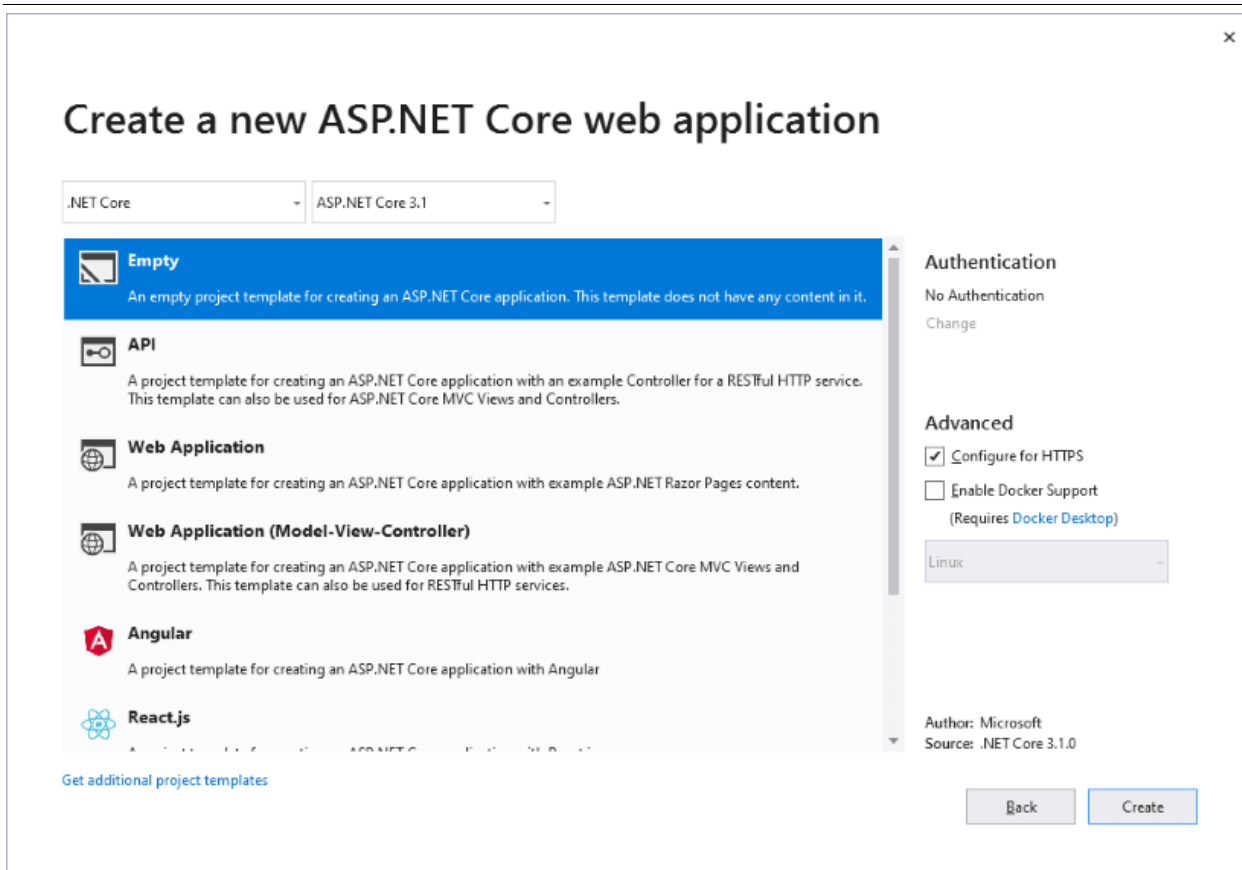 Create a new ASP.NET Core web application
.NET Core
ASP.NET Core 3.1
Empty
An empty project template for creating an ASP.NET Core application. This template does not have any content in it.
API
A project template for creating an ASP.NET Core application with an example Controller for a RESTful HTTP service.
This template can also be used for ASP.NET Core MVC Views and Controllers.
Web Application
A project template for creating an ASP.NET Core application with example ASP.NET Razor Pages content.
Web Application (Model-View-Controller)
A project template for creating an ASP.NET Core application with example ASP.NET Core MVC Views and
Controllers. This template can also be used for RESTful HTTP services.
Angular
A project template for creating an ASP.NET Core application with Angular
React.js
Get additional project templates
Authentication
No Authentication
Change
Advanced
Configure for HTTPS
Enable Docker Support
(Requires Docker Desktop)
Linux
Author: Microsoft
Source: .NET Core 3.1.0
Back
Create